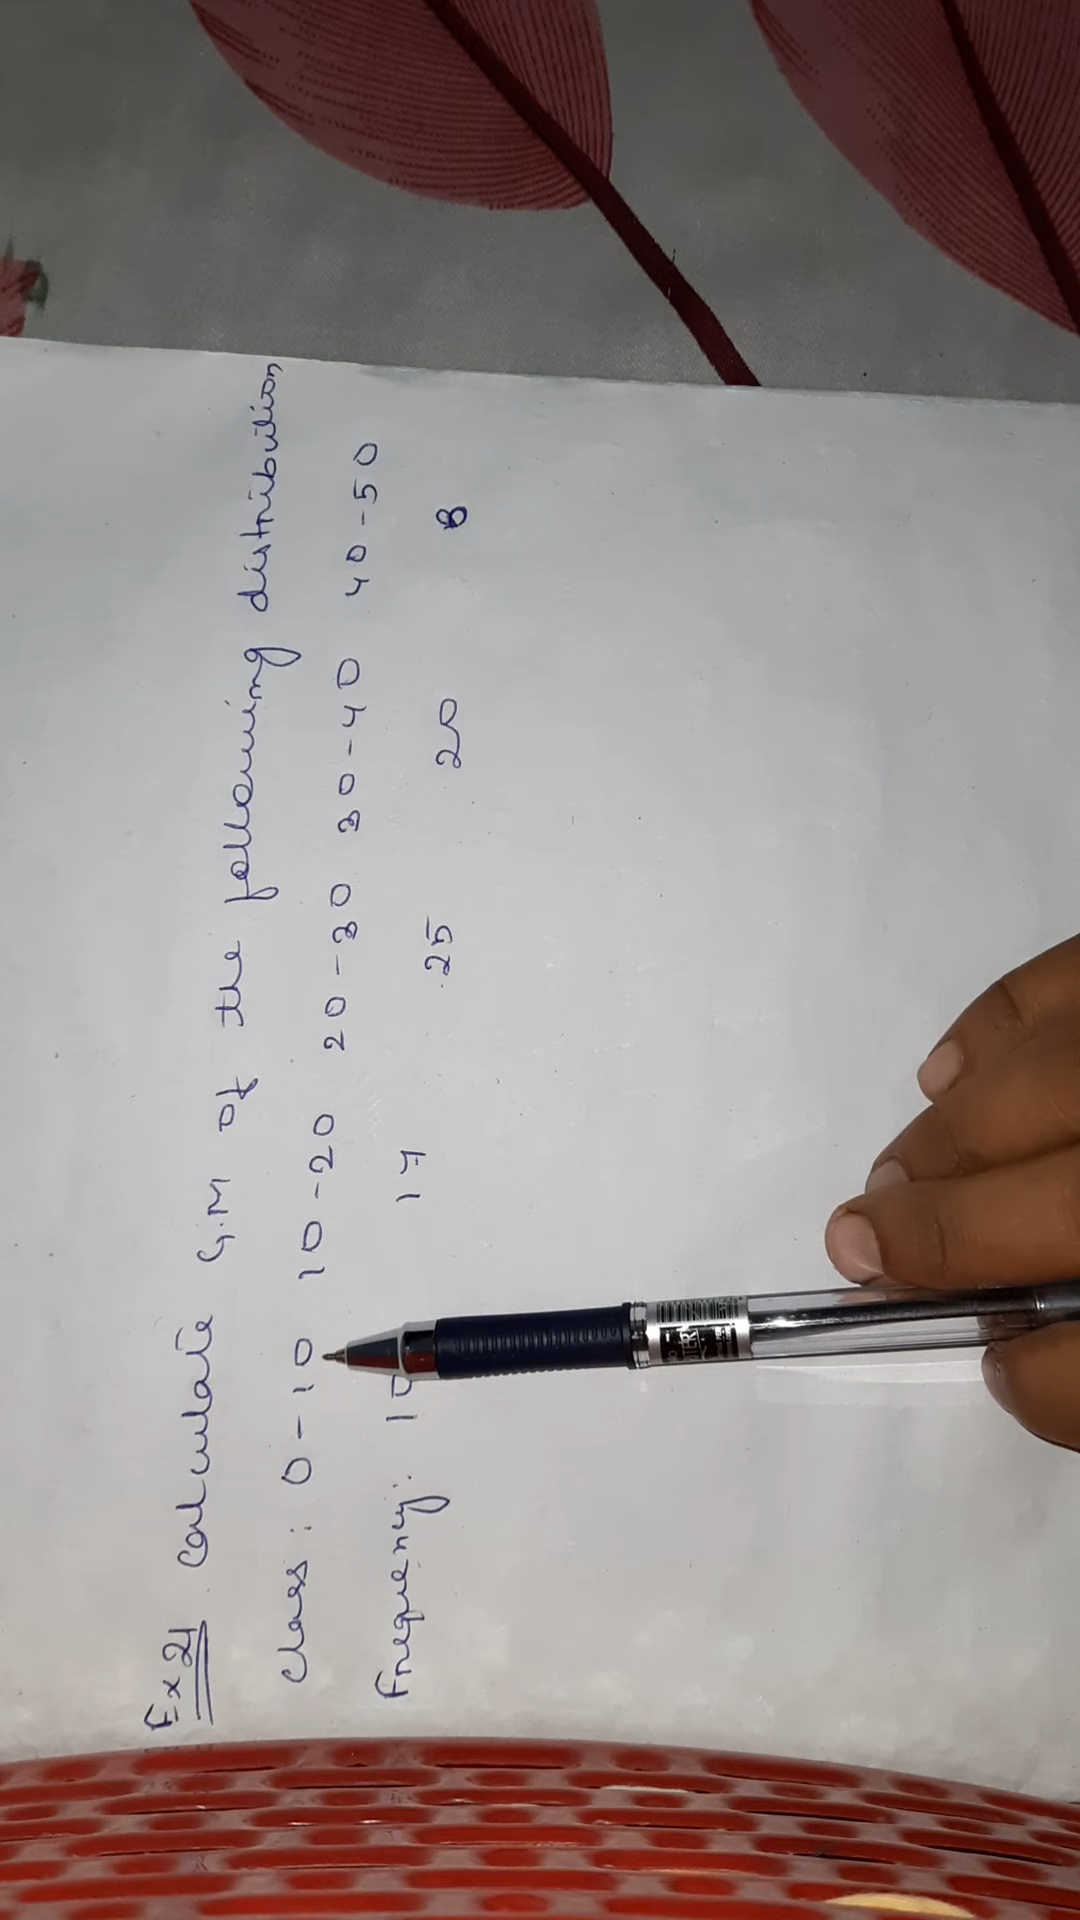 Ex 21 Calculate G.M of the following distribution
Class : 0-10 10-20 20-30 30-40 40-50
Frequency: 10 17 25 20 8